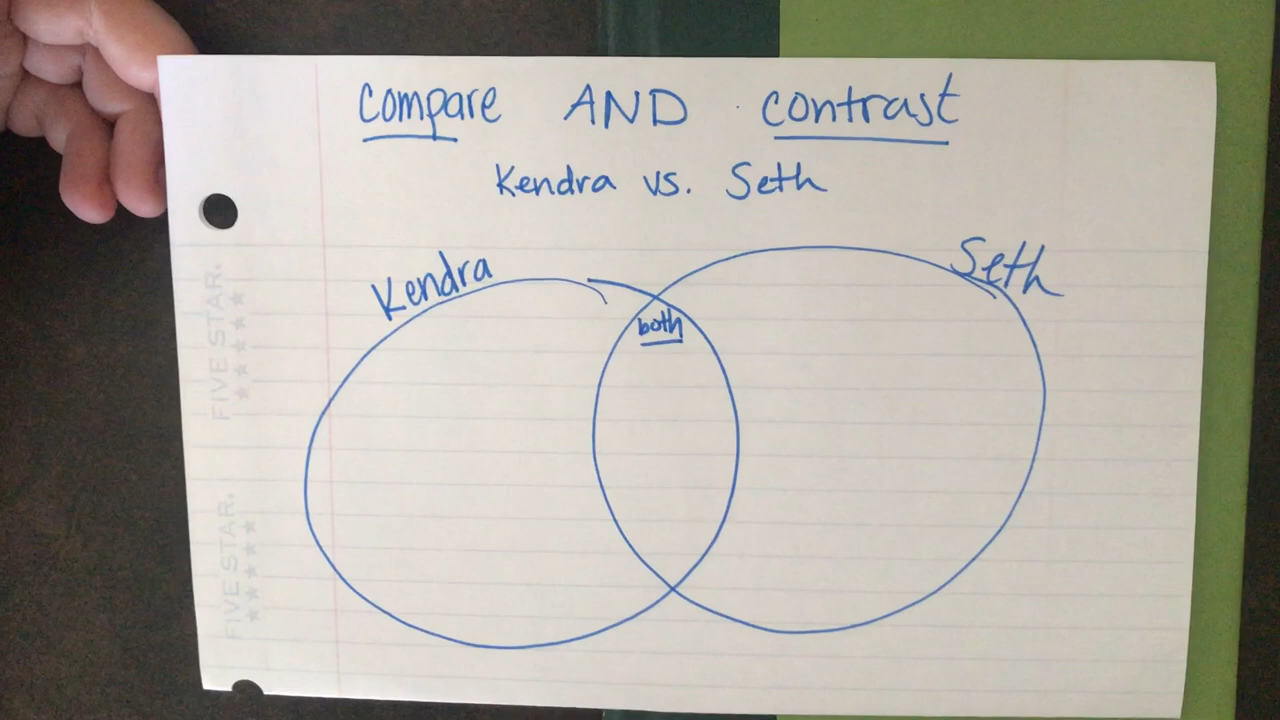 compare AND contrast
Kendra vs. Seth
Kendra
Seth
both
FIVE STAR.
FIVE STAR.